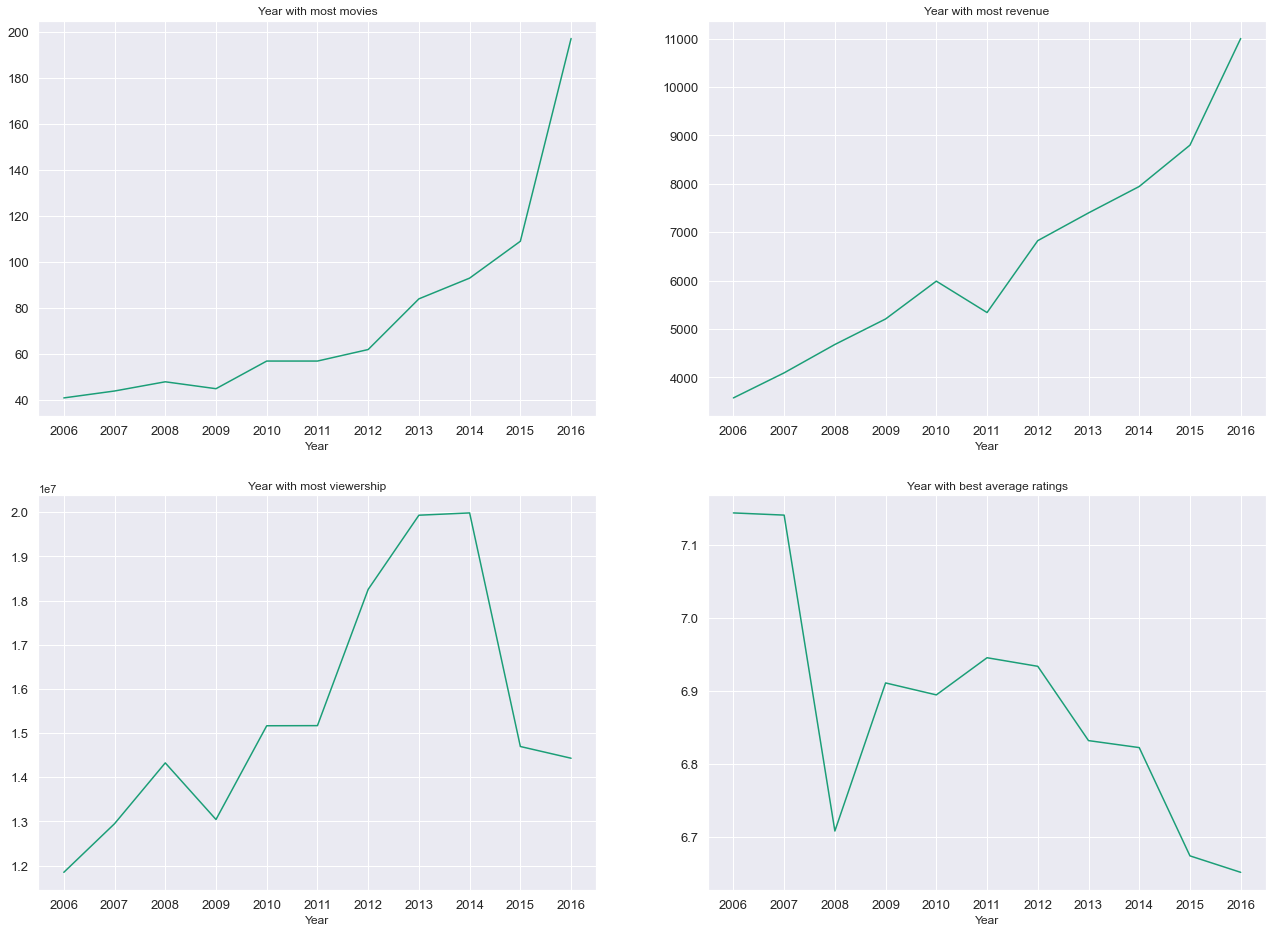 Year with most movies
200
180
160
140
120
100
80
60
40
2006 2007 2008 2009 2010 2011 2012 2013 2014 2015 2016
Year
Year with most revenue
11000
10000
9000
8000
7000
6000
5000
4000
2006 2007 2008 2009 2010 2011 2012 2013 2014 2015 2016
Year
Year with most viewership
1e7
2.0
1.9
1.8
1.7
1.6
1.5
1.4
1.3
1.2
2006 2007 2008 2009 2010 2011 2012 2013 2014 2015 2016
Year
Year with best average ratings
7.1
7.0
6.9
6.8
6.7
2006 2007 2008 2009 2010 2011 2012 2013 2014 2015 2016
Year